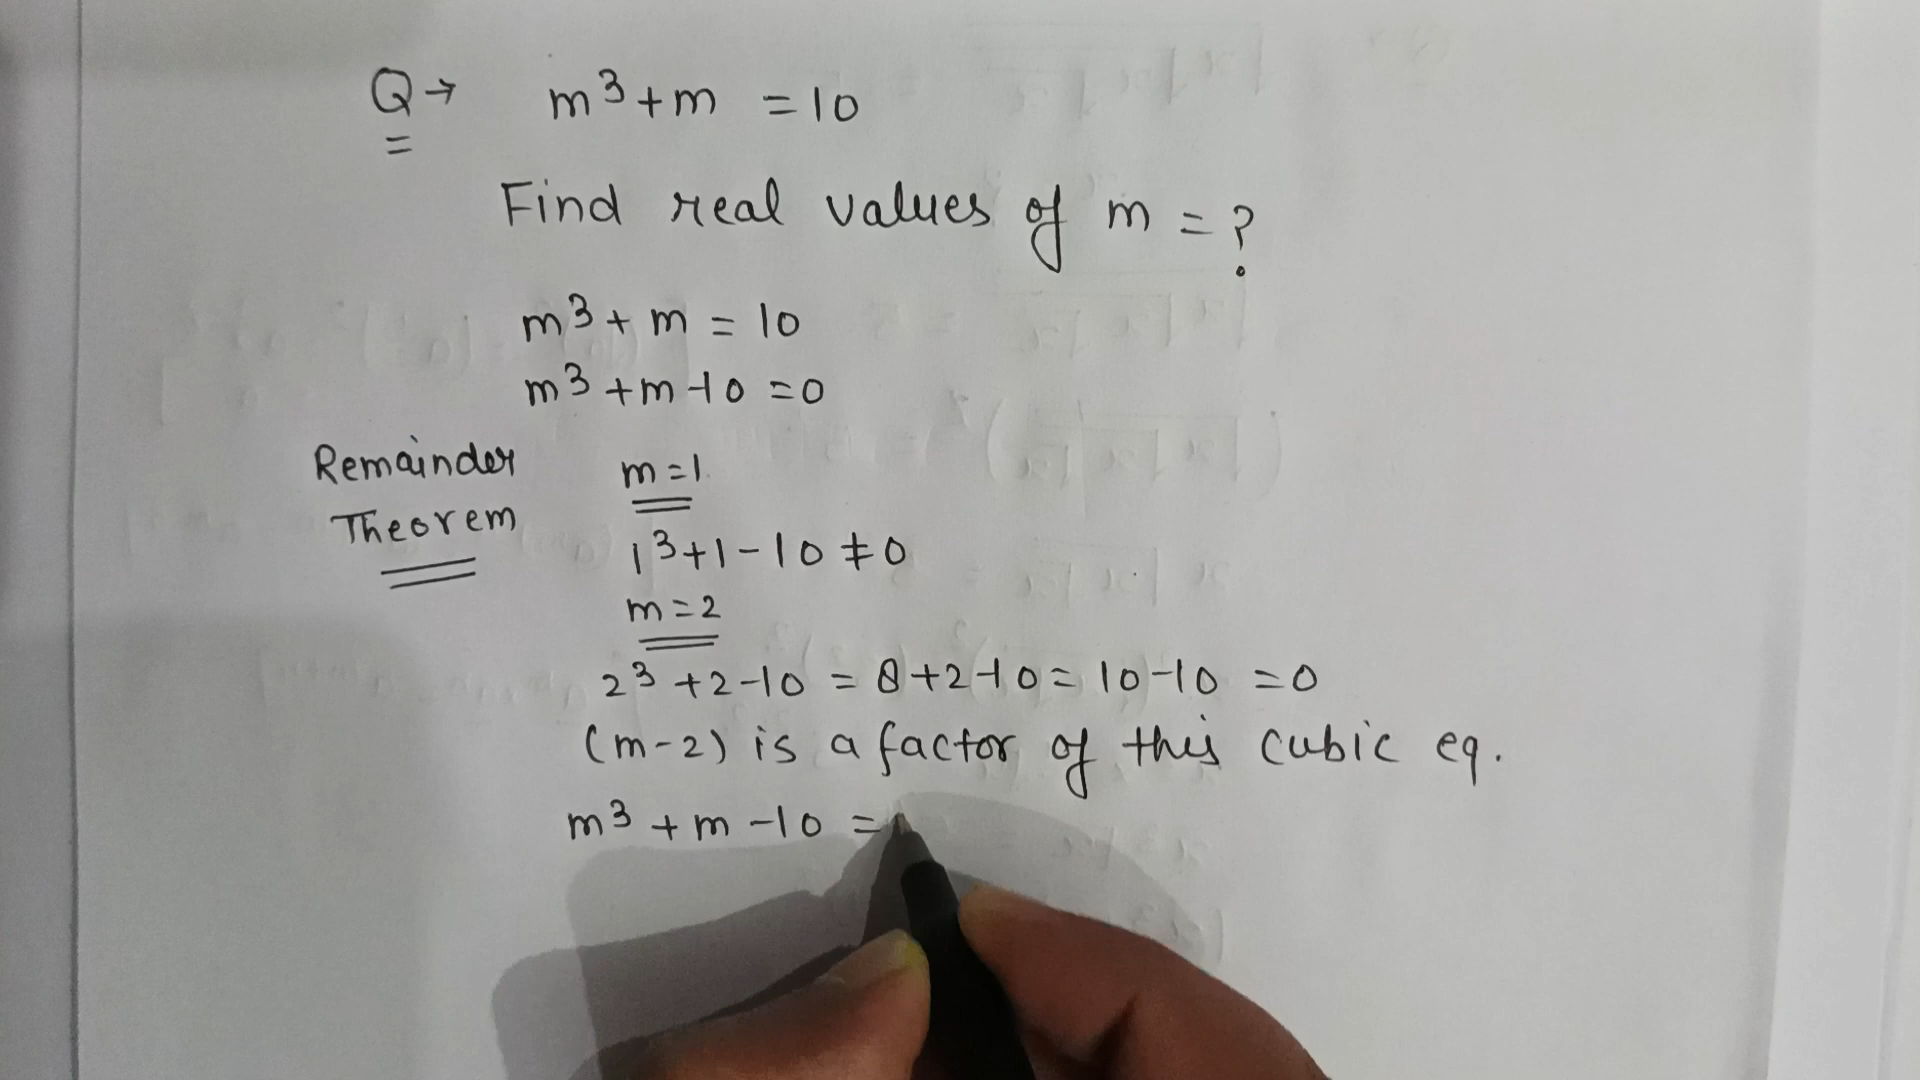 Q→ m³+m = 10
Find real values of m = ?
m³ + m = 10
m³ + m - 10 = 0
Remainder
Theorem
m = 1
1³+1-10 ≠ 0
m = 2
2³ + 2 - 10 = 8+2-10 = 10-10 = 0
(m-2) is a factor of this cubic eq.
m³ + m - 10 =